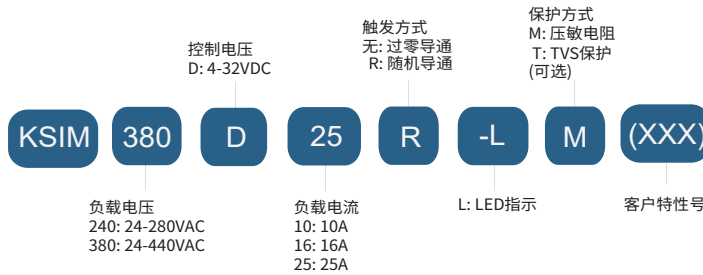 控制电压
D: 4-32VDC
触发方式
无: 过零导通
R: 随机导通
保护方式
M: 压敏电阻
T: TVS保护
(可选)
KSIM 380 D 25 R -L M (XXX)
负载电压
240: 24-280VAC
380: 24-440VAC
负载电流
10: 10A
16: 16A
25: 25A
L: LED指示
客户特性号